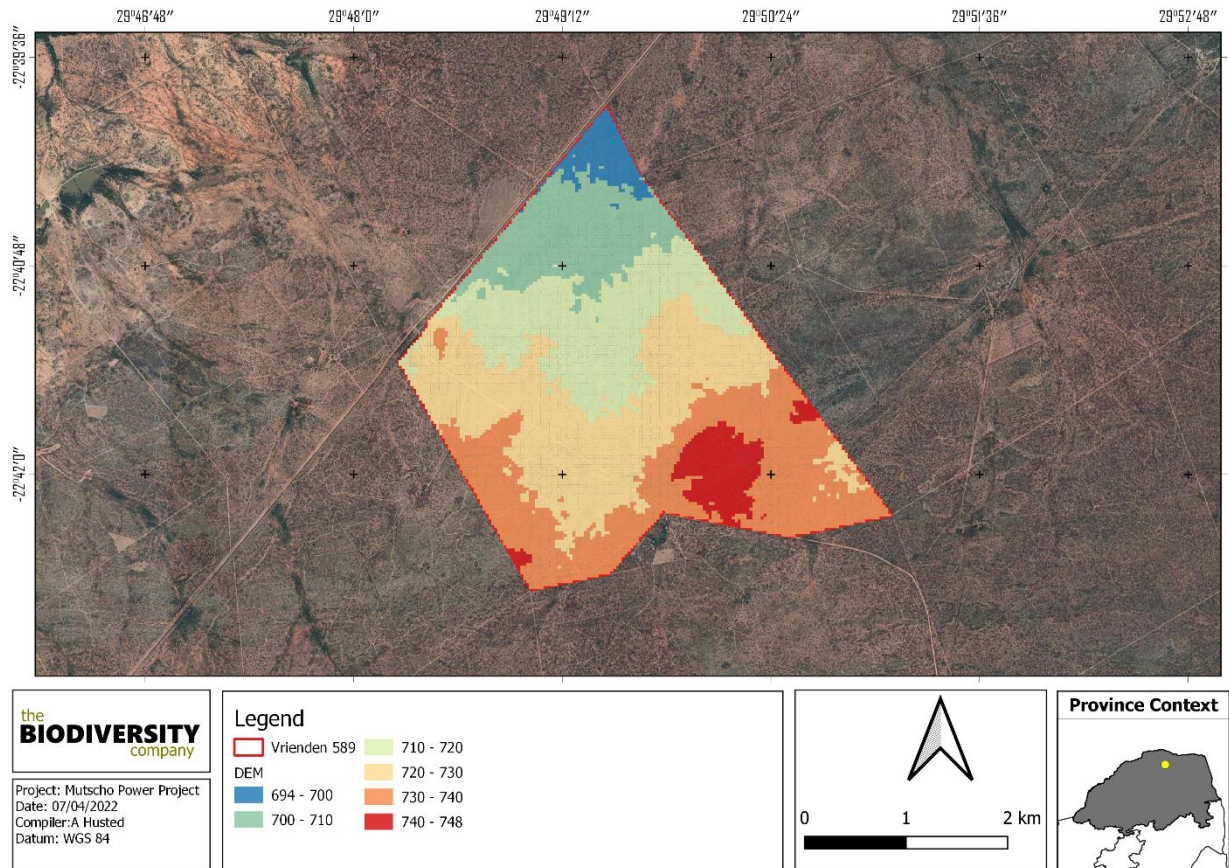 29°46'48" 29°48'0" 29°49'12" 29°50'24" 29°51'36" 29°52'48"
-22°39'36"
-22°40'48"
-22°42'0"
the
BIODIVERSITY
company
Project: Mutscho Power Project
Date: 07/04/2022
Compiler:A Husted
Datum: WGS 84
Legend
Vrienden 589
DEM
694 - 700
700 - 710
710 - 720
720 - 730
730 - 740
740 - 748
0 1 2 km
Province Context